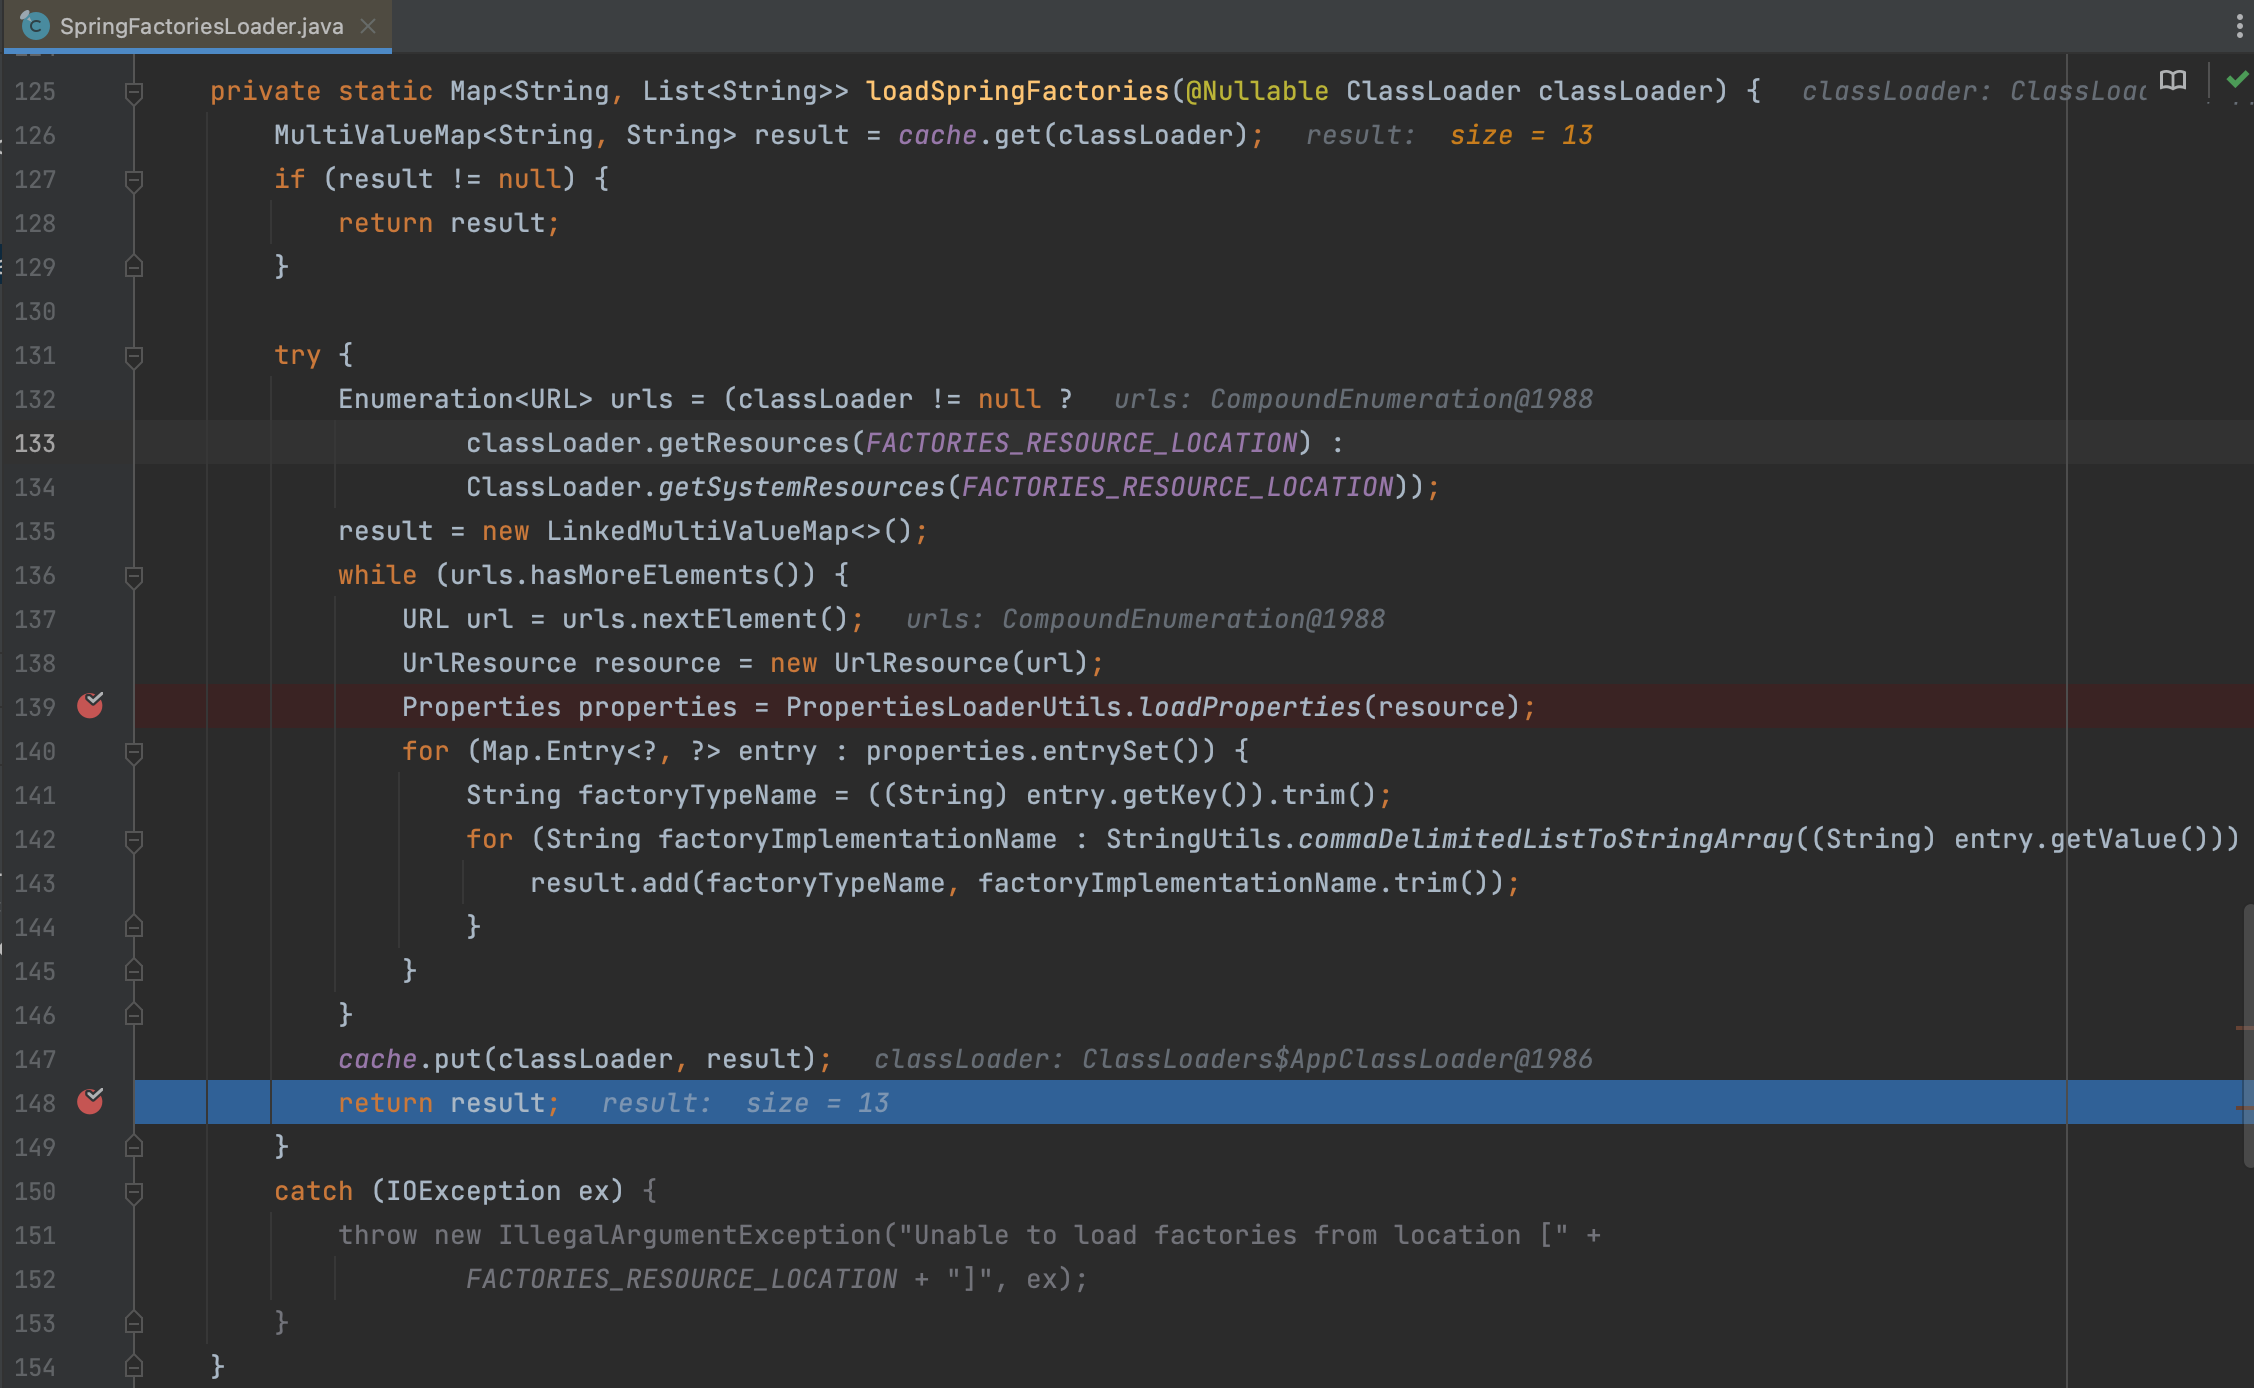 SpringFactoriesLoader.java
125 private static Map<String, List<String>> loadSpringFactories(@Nullable ClassLoader classLoader) { classLoader: ClassLoad
126 MultiValueMap<String, String> result = cache.get(classLoader); result: size = 13
127 if (result != null) {
128 return result;
129 }
130
131 try {
132 Enumeration<URL> urls = (classLoader != null ? urls: CompoundEnumeration@1988
133 classLoader.getResources(FACTORIES_RESOURCE_LOCATION) :
134 ClassLoader.getSystemResources(FACTORIES_RESOURCE_LOCATION));
135 result = new LinkedMultiValueMap<>();
136 while (urls.hasMoreElements()) {
137 URL url = urls.nextElement(); urls: CompoundEnumeration@1988
138 UrlResource resource = new UrlResource(url);
139 Properties properties = PropertiesLoaderUtils.loadProperties(resource);
140 for (Map.Entry<?, ?> entry : properties.entrySet()) {
141 String factoryTypeName = ((String) entry.getKey()).trim();
142 for (String factoryImplementationName : StringUtils.commaDelimitedListToStringArray((String) entry.getValue()))
143 result.add(factoryTypeName, factoryImplementationName.trim());
144 }
145 }
146 }
147 cache.put(classLoader, result); classLoader: ClassLoaders$AppClassLoader@1986
148 return result; result: size = 13
149 }
150 catch (IOException ex) {
151 throw new IllegalArgumentException("Unable to load factories from location [" +
152 FACTORIES_RESOURCE_LOCATION + "]", ex);
153 }
154 }